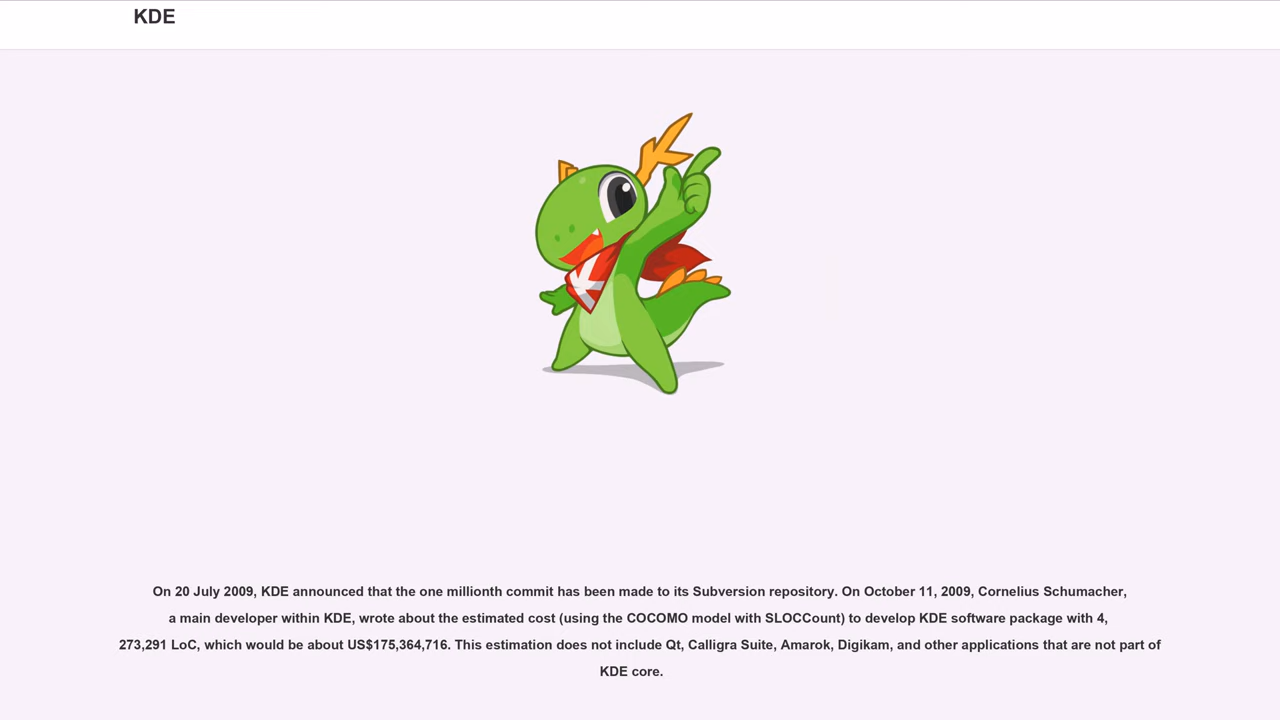 KDE
On 20 July 2009, KDE announced that the one millionth commit has been made to its Subversion repository. On October 11, 2009, Cornelius Schumacher,
a main developer within KDE, wrote about the estimated cost (using the COCOMO model with SLOCCount) to develop KDE software package with 4,
273,291 LoC, which would be about US$175,364,716. This estimation does not include Qt, Calligra Suite, Amarok, Digikam, and other applications that are not part of
KDE core.